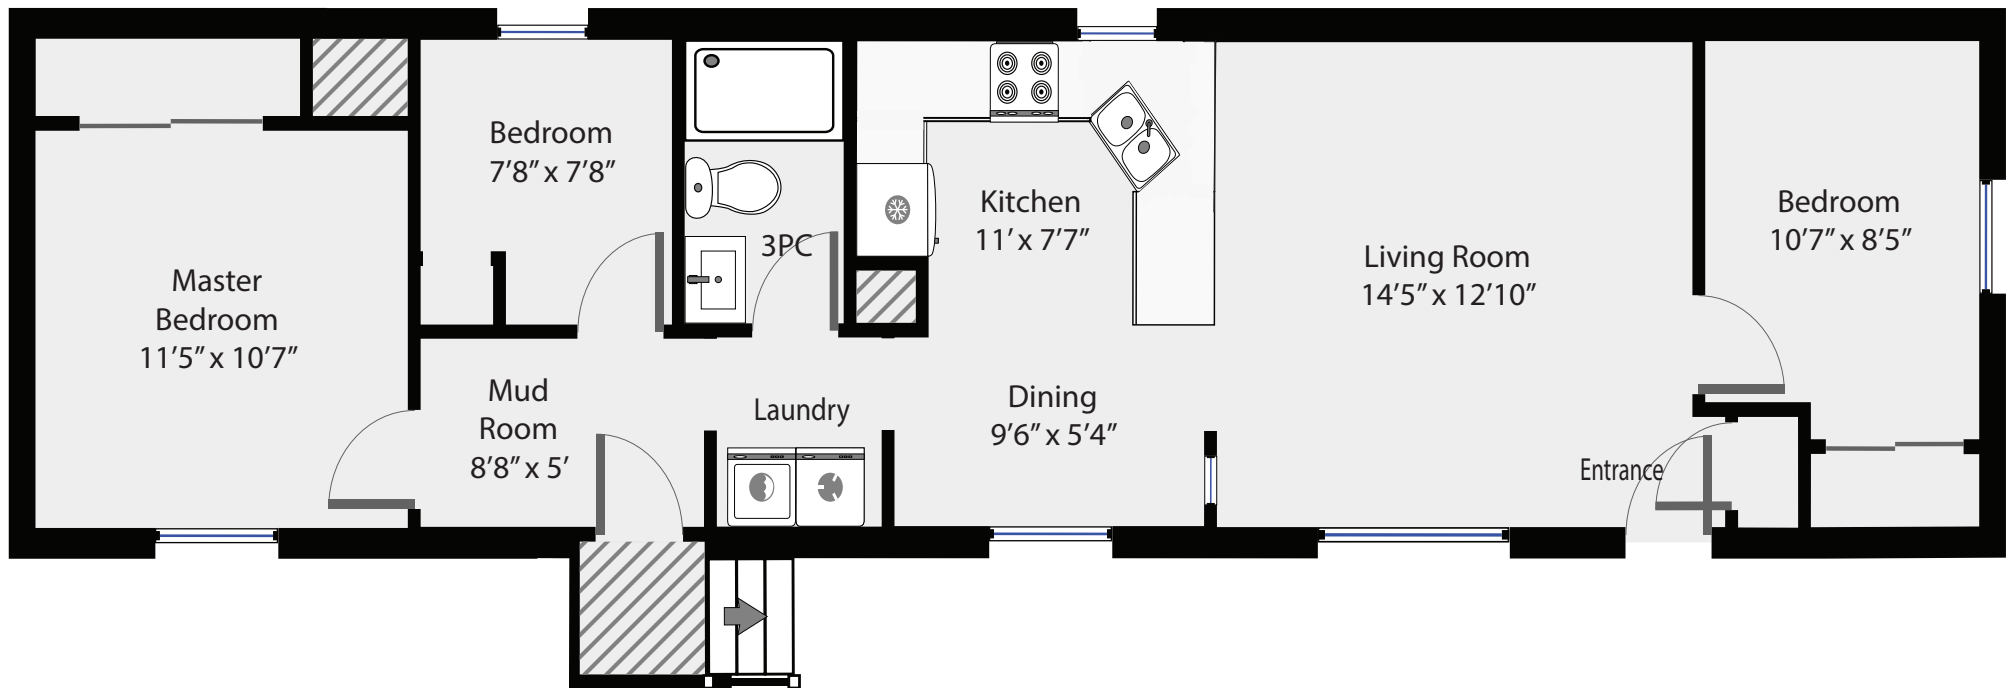 Bedroom
7’8” x 7’8”
3PC
Kitchen
11’ x 7’7”
Bedroom
10’7” x 8’5”
Living Room
14’5” x 12’10”
Master
Bedroom
11’5” x 10’7”
Mud
Room
8’8” x 5’
Laundry
Dining
9’6” x 5’4”
Entrance